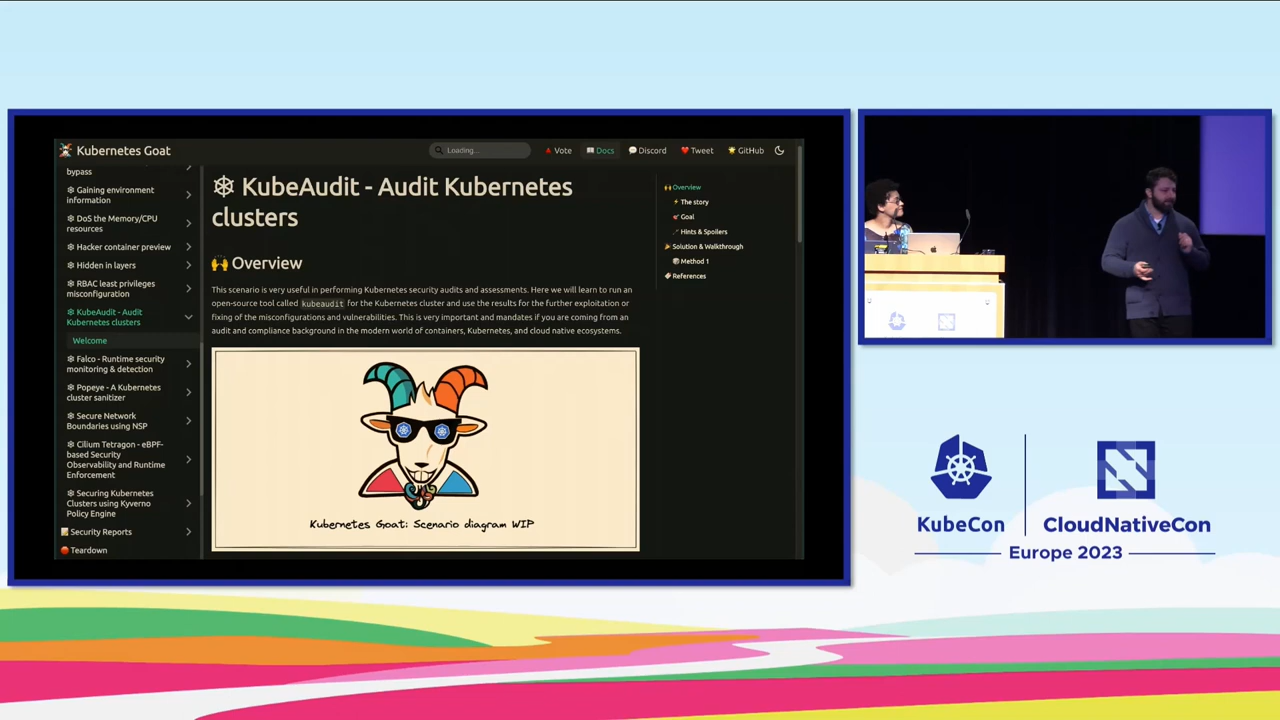 Kubernetes Goat
Loading...
Vote
Docs
Discord
Tweet
GitHub
bypass
Gaining environment
information
DoS the Memory/CPU
resources
Hacker container preview
Hidden in layers
RBAC least privileges
misconfiguration
KubeAudit - Audit
Kubernetes clusters
Welcome
Falco - Runtime security
monitoring & detection
Popeye - A Kubernetes
cluster sanitizer
Secure Network
Boundaries using NSP
Cilium Tetragon - eBPF-
based Security
Observability and Runtime
Enforcement
Securing Kubernetes
Clusters using Kyverno
Policy Engine
Security Reports
Teardown
KubeAudit - Audit Kubernetes
clusters
Overview
This scenario is very useful in performing Kubernetes security audits and assessments. Here we will learn to run an
open-source tool called kubeaudit for the Kubernetes cluster and use the results for the further exploitation or
fixing of the misconfigurations and vulnerabilities. This is very important and mandates if you are coming from an
audit and compliance background in the modern world of containers, Kubernetes, and cloud native ecosystems.
Kubernetes Goat: Scenario diagram WIP
Overview
The story
Goal
Hints & Spoilers
Solution & Walkthrough
Method 1
References
KubeCon
CloudNativeCon
Europe 2023